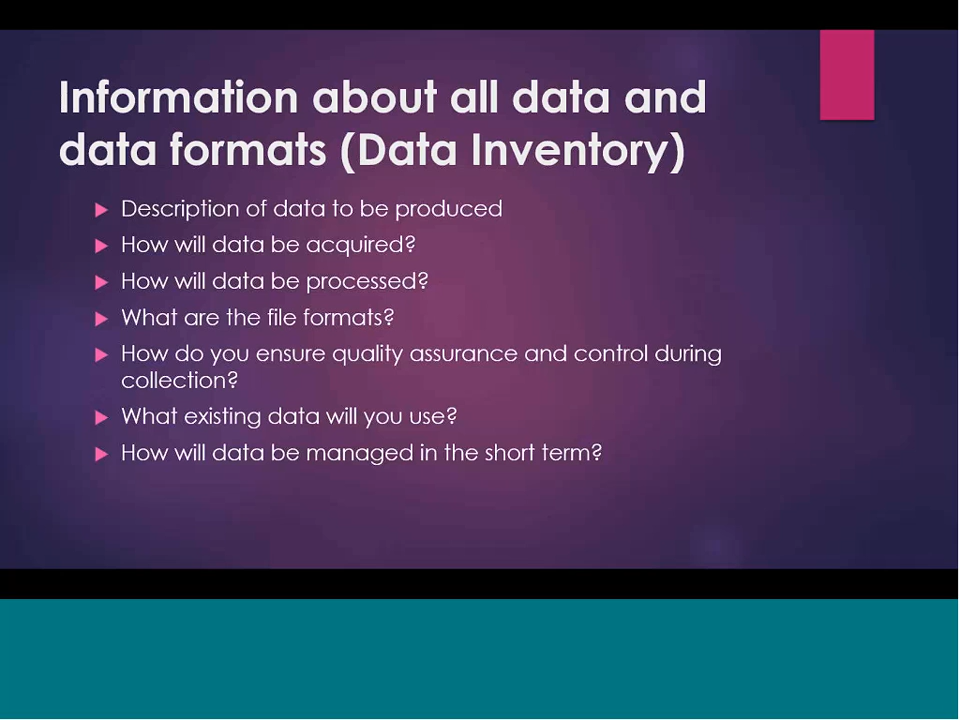 Information about all data and
data formats (Data Inventory)
Description of data to be produced
How will data be acquired?
How will data be processed?
What are the file formats?
How do you ensure quality assurance and control during
collection?
What existing data will you use?
How will data be managed in the short term?